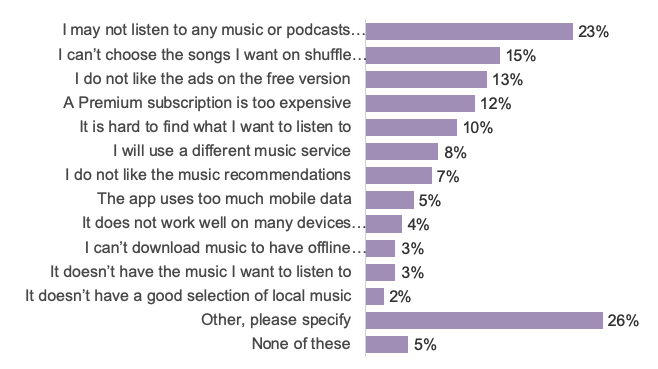 I may not listen to any music or podcasts… 23%
I can’t choose the songs I want on shuffle… 15%
I do not like the ads on the free version 13%
A Premium subscription is too expensive 12%
It is hard to find what I want to listen to 10%
I will use a different music service 8%
I do not like the music recommendations 7%
The app uses too much mobile data 5%
It does not work well on many devices… 4%
I can’t download music to have offline… 3%
It doesn’t have the music I want to listen to 3%
It doesn’t have a good selection of local music 2%
Other, please specify 26%
None of these 5%